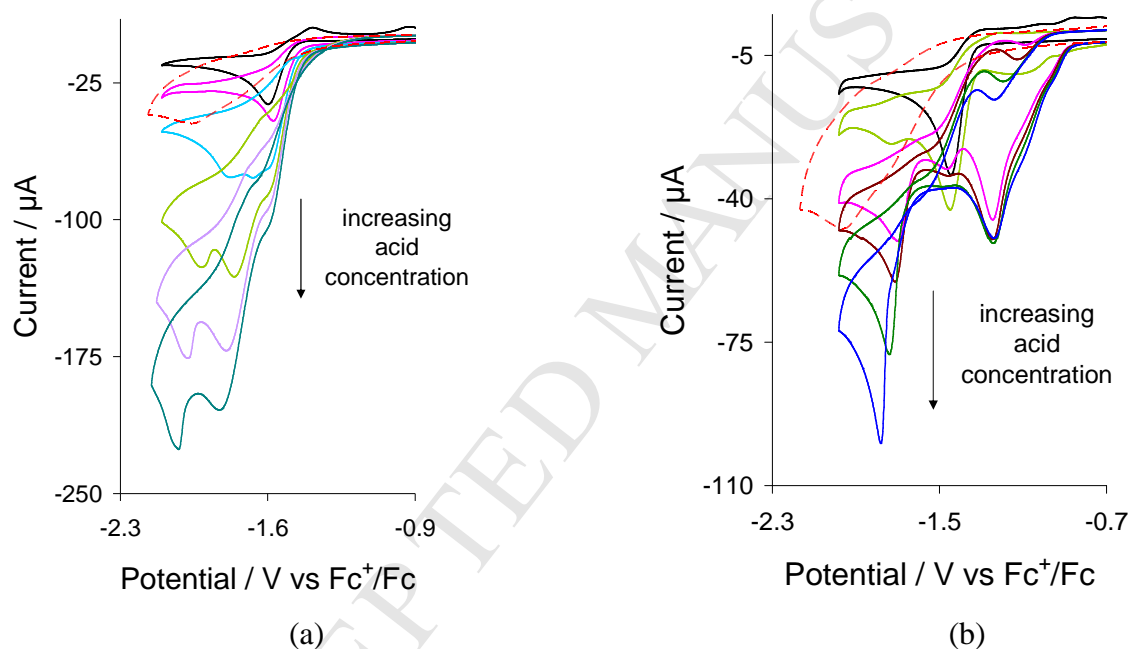 -25
-100
-175
-250
-2.3 -1.6 -0.9
Current / µA
increasing
acid
concentration
Potential / V vs Fc⁺/Fc
(a)
-5
-40
-75
-110
-2.3 -1.5 -0.7
Current / µA
increasing
acid
concentration
Potential / V vs Fc⁺/Fc
(b)
EPTED MANUS